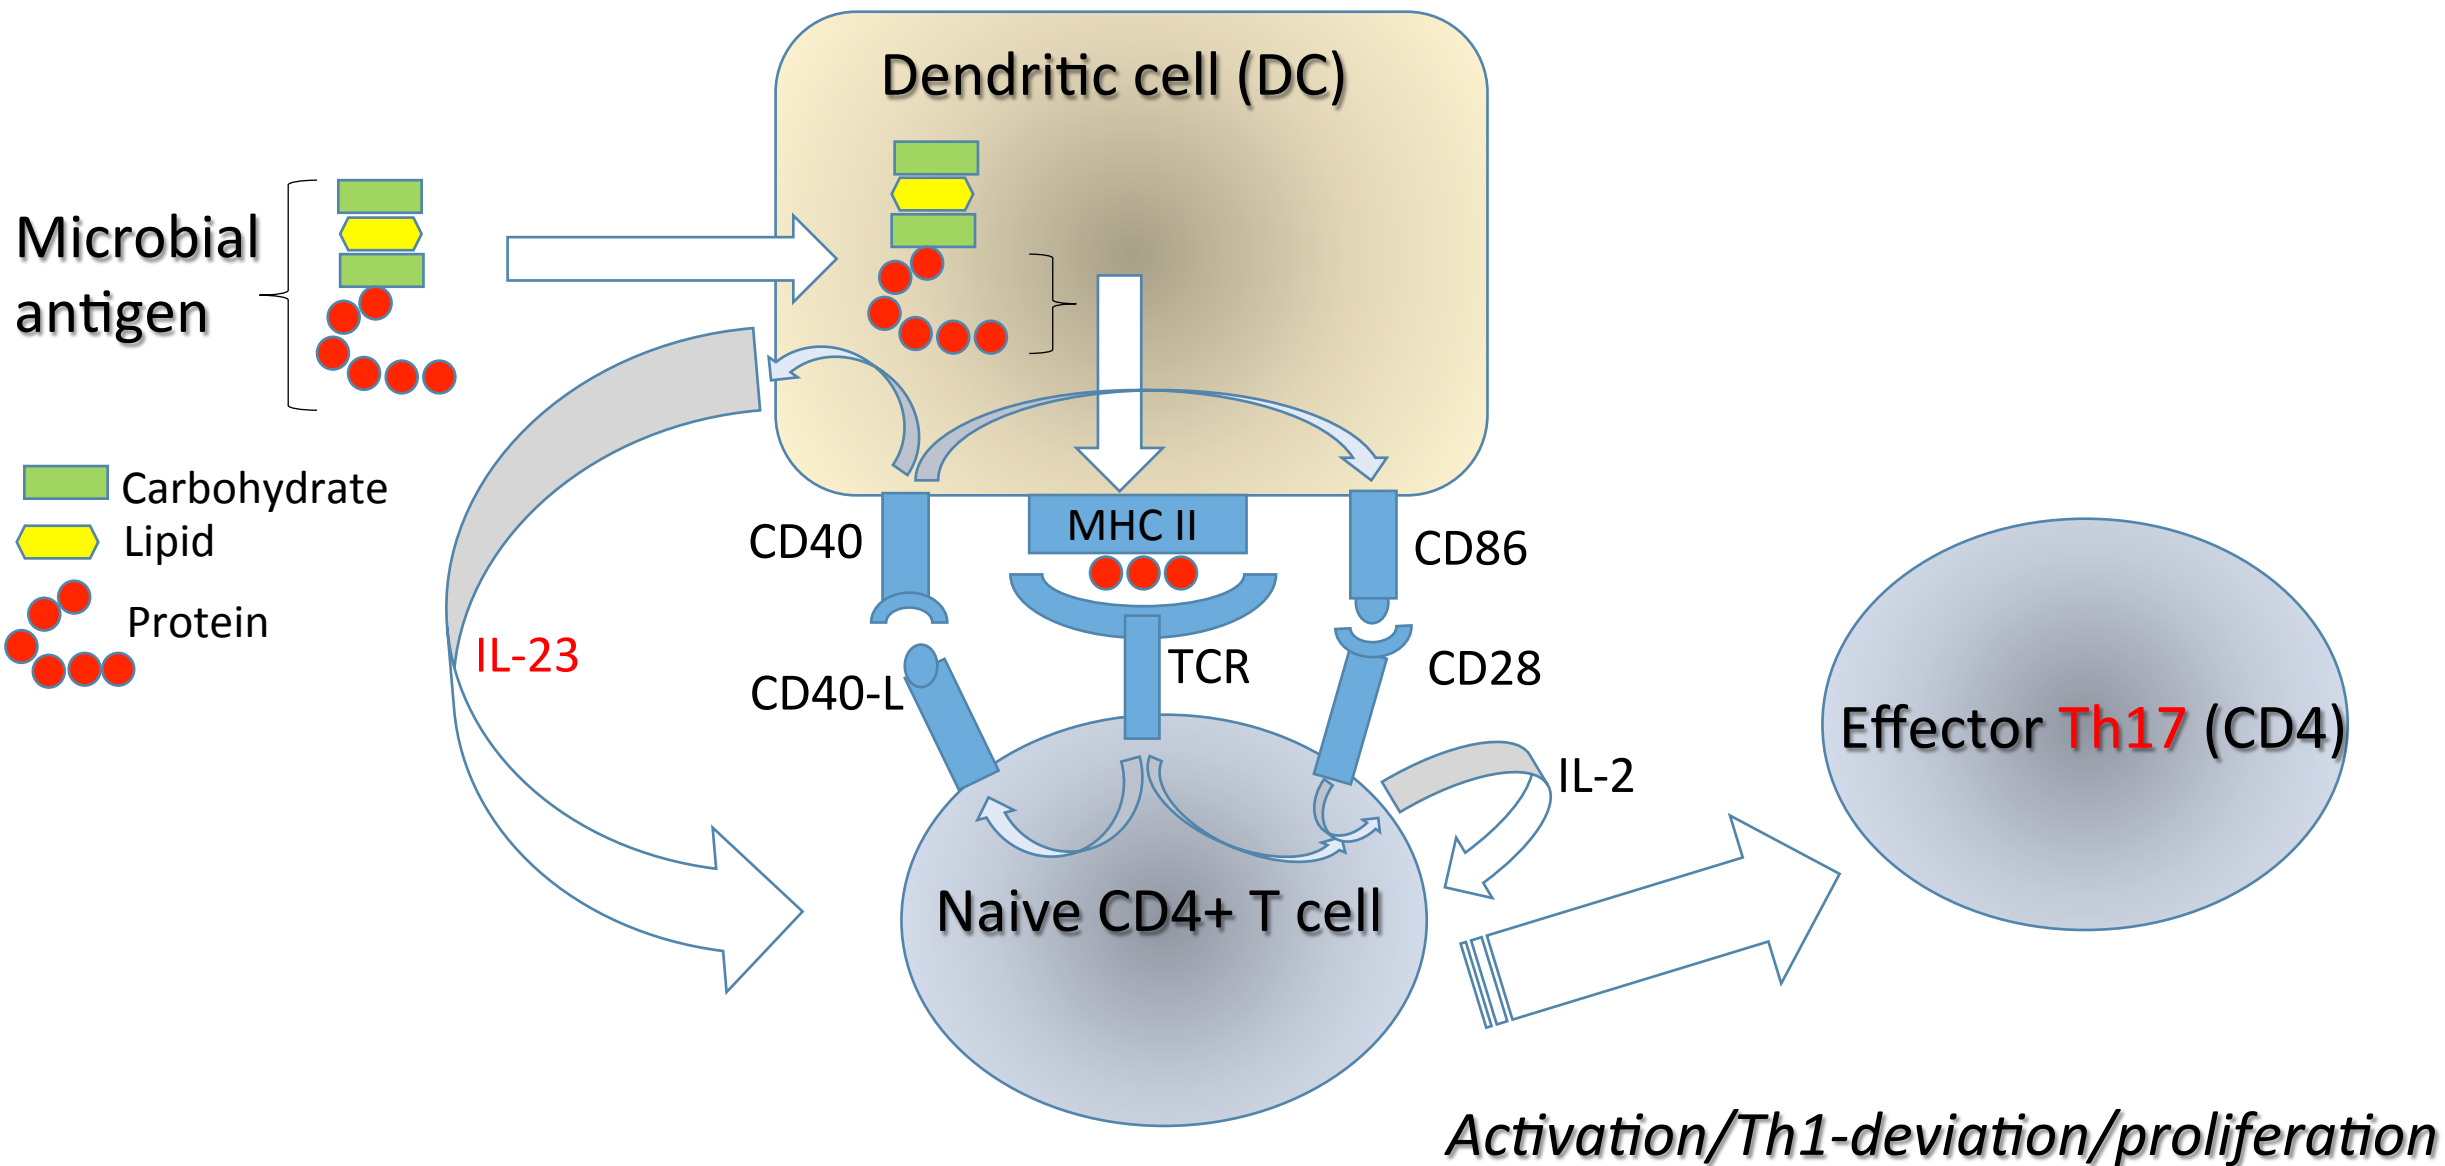 Dendritic cell (DC)
Microbial
antigen
Carbohydrate
Lipid
Protein
IL-23
CD40
MHC II
CD86
CD40-L
TCR
CD28
IL-2
Naive CD4+ T cell
Effector Th17 (CD4)
Activation/Th1-deviation/proliferation